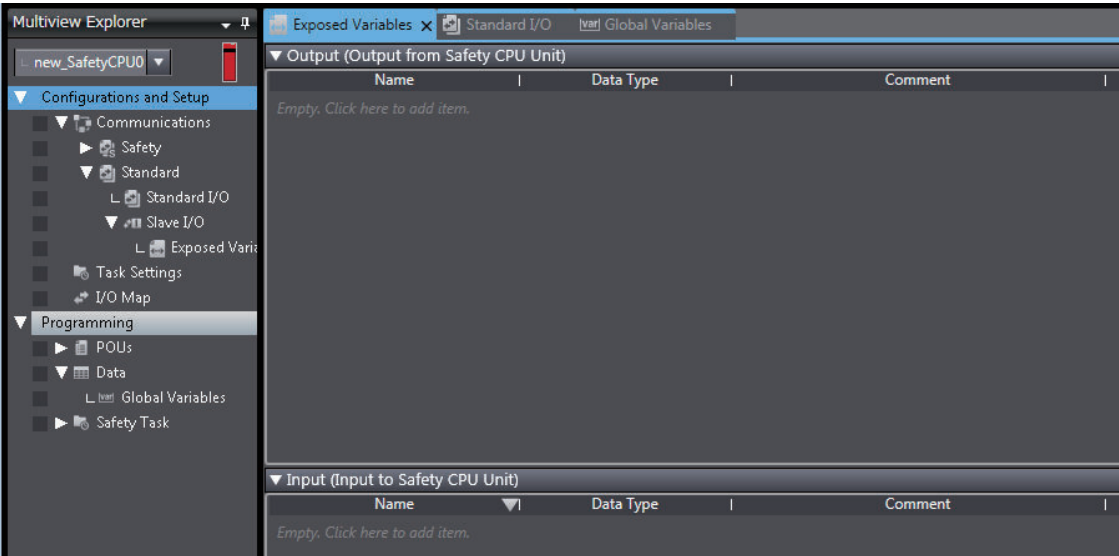 Multiview Explorer
new_SafetyCPU0
Configurations and Setup
Communications
Safety
Standard
Standard I/O
Slave I/O
Exposed Varia
Task Settings
I/O Map
Programming
POUs
Data
Global Variables
Safety Task
Exposed Variables Standard I/O Global Variables
Output (Output from Safety CPU Unit)
Name Data Type Comment
Empty. Click here to add item.
Input (Input to Safety CPU Unit)
Name Data Type Comment
Empty. Click here to add item.